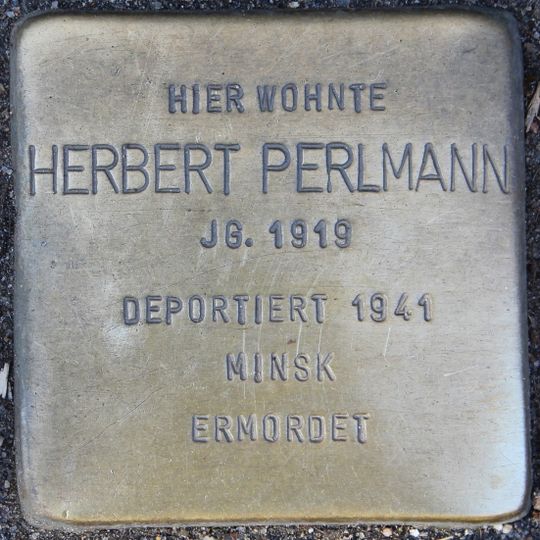 HIER WOHNTE
HERBERT PERLMANN
JG. 1919
DEPORTIERT 1941
MINSK
ERMORDET